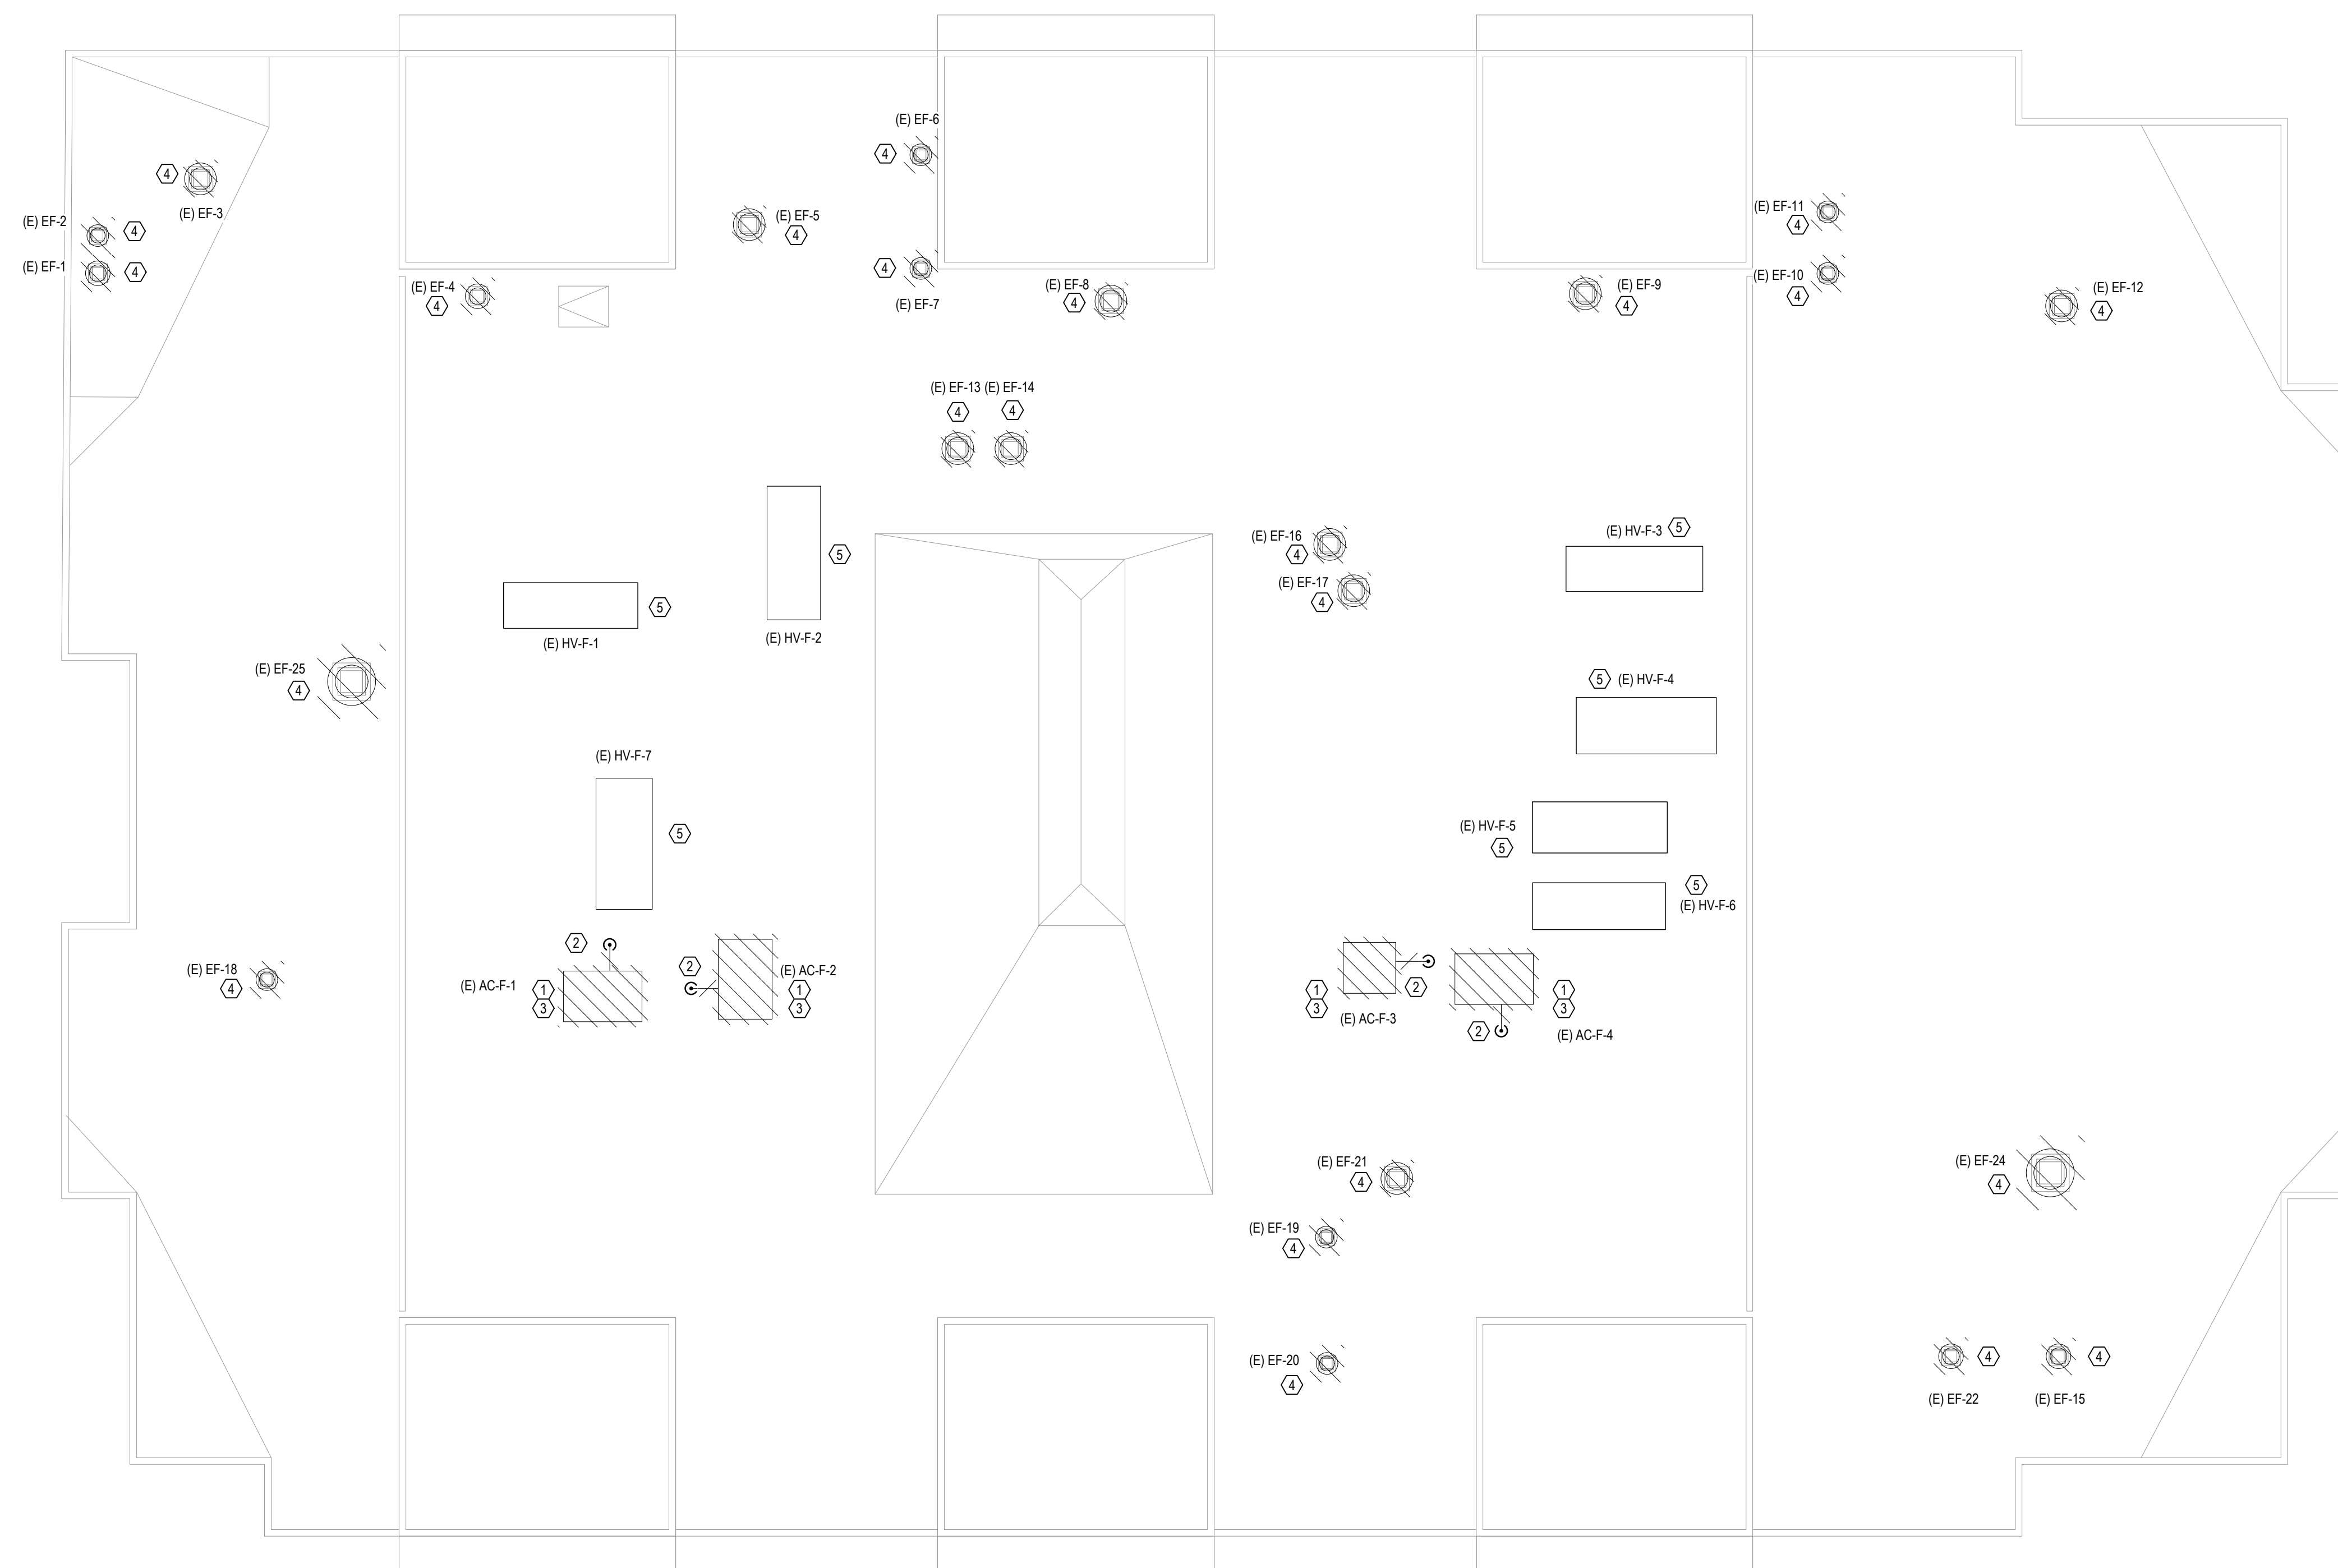 (E) EF-6
4
4
(E) EF-3
(E) EF-2
4
(E) EF-1
4
(E) EF-5
4
(E) EF-11
4
(E) EF-4
4
4
(E) EF-7
(E) EF-8
4
(E) EF-9
4
(E) EF-10
4
(E) EF-12
4
(E) EF-13 (E) EF-14
4
4
(E) HV-F-3 5
5
(E) HV-F-2
5
(E) HV-F-1
(E) EF-16
4
(E) EF-17
4
(E) EF-25
4
5 (E) HV-F-4
(E) HV-F-7
5
(E) HV-F-5
5
5
(E) HV-F-6
2
(E) AC-F-1
1
3
2
(E) AC-F-2
1
3
1
3
2
(E) AC-F-3
1
3
2
(E) AC-F-4
(E) EF-18
4
(E) EF-21
4
(E) EF-24
4
(E) EF-19
4
(E) EF-20
4
4
(E) EF-22
4
(E) EF-15